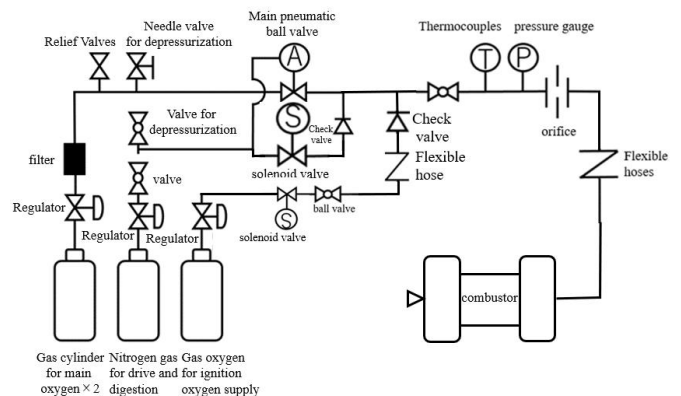 Main pneumatic
ball valve
Needle valve
for depressurization
Relief Valves
Thermocouples
pressure gauge
A
T
P
Valve for
depressurization
S
Check
valve
solenoid valve
orifice
Check
valve
Flexible
hose
Flexible
hoses
filter
valve
Regulator
Regulator
Regulator
S
solenoid valve
ball valve
combustor
Gas cylinder
for main
oxygen × 2
Nitrogen gas
for drive and
digestion
Gas oxygen
for ignition
oxygen supply